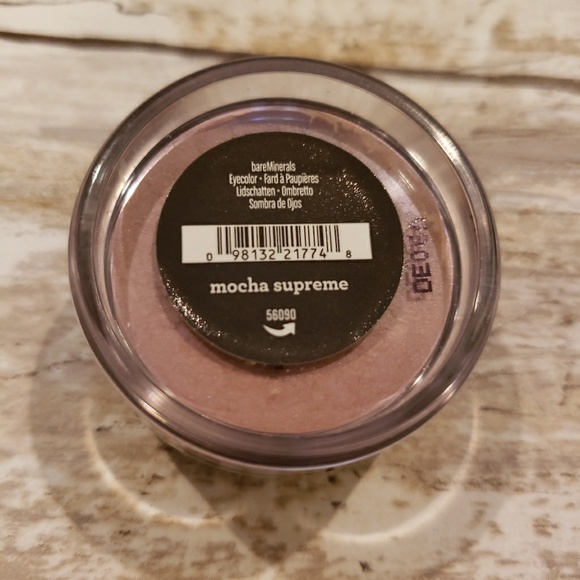 bareMinerals
Eyecolor • Fard à Paupières
Lidschatten • Ombretto
Sombra de Ojos
0 98132 21774 8
mocha supreme
56090